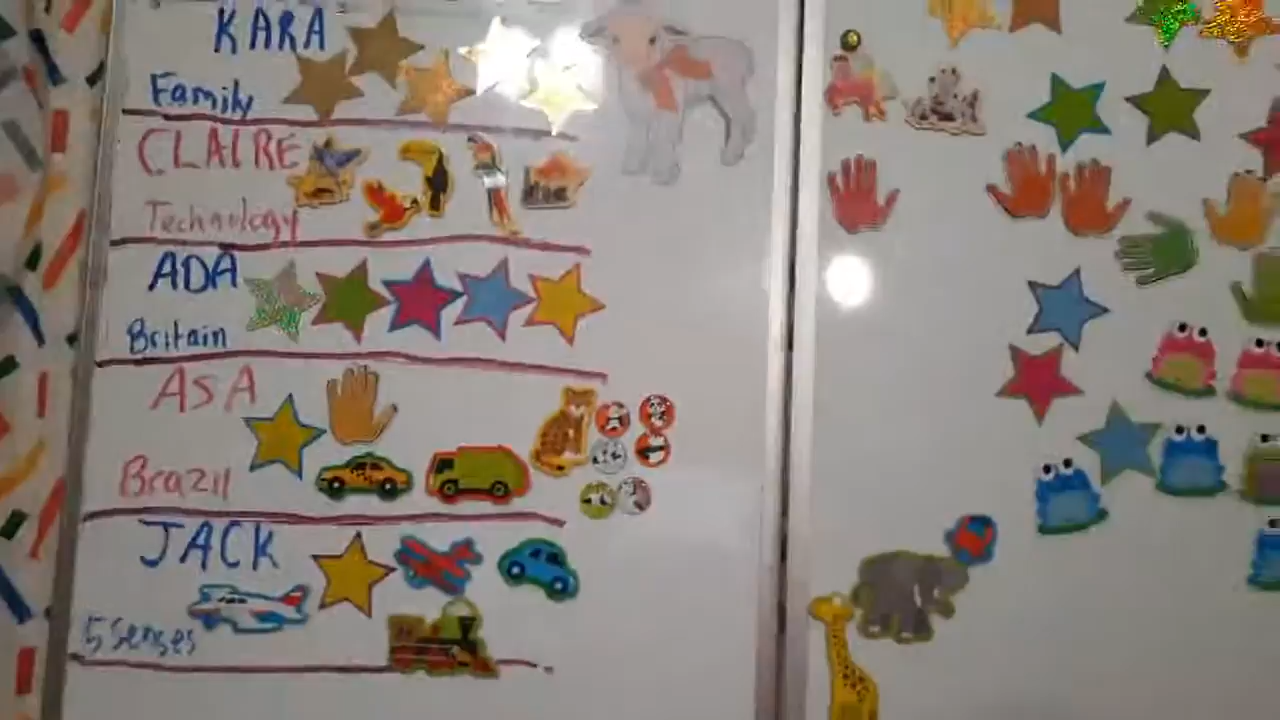 KARA
Family
CLAIRE
Technology
ADA
Britain
ASA
Brazil
JACK
5 Senses